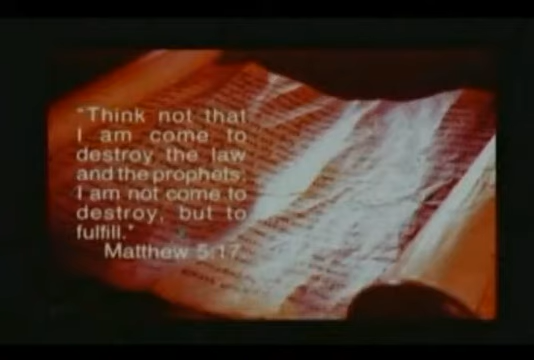 "Think not that
I am come to
destroy the law
and the prophets:
I am not come to
destroy, but to
fulfill."
Matthew 5:17.